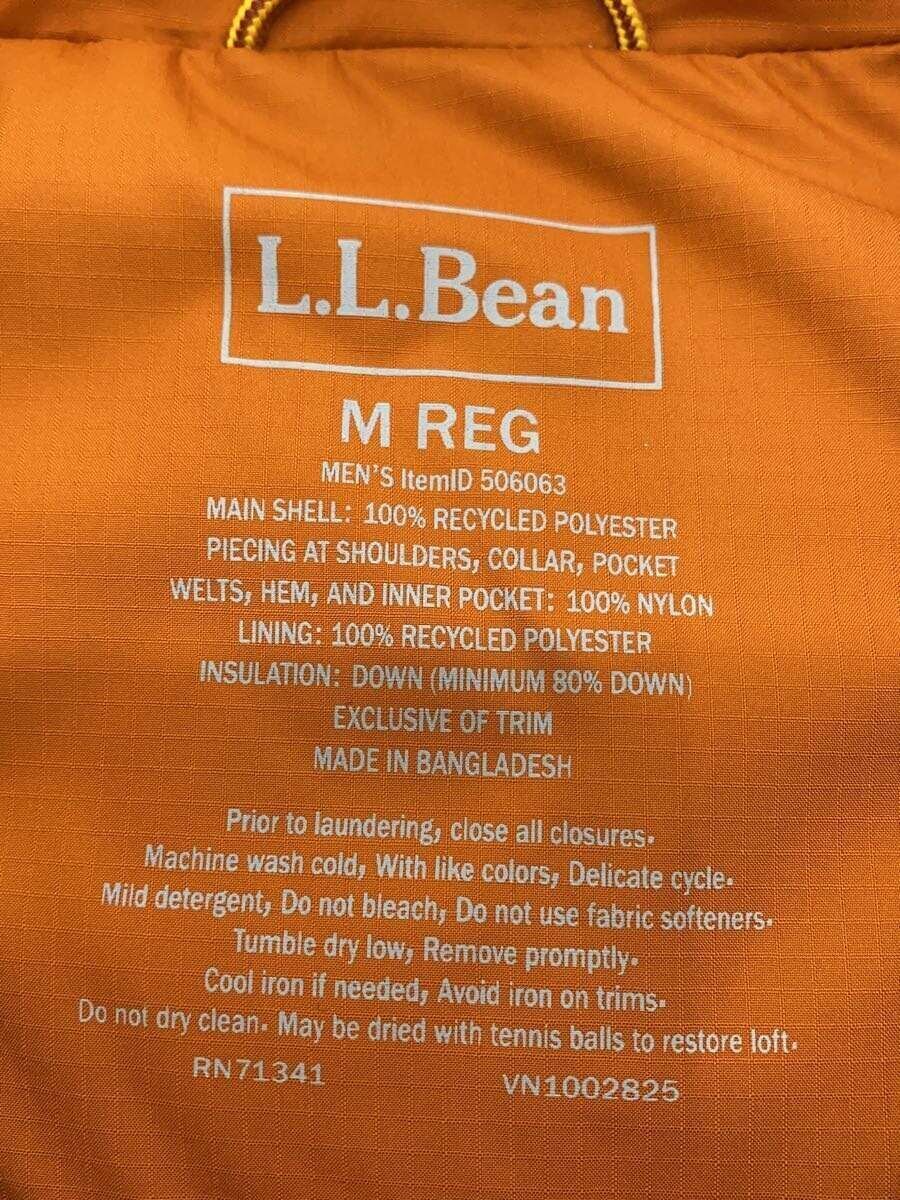 L.L.Bean
M REG
MEN'S ItemID 506063
MAIN SHELL: 100% RECYCLED POLYESTER
PIECING AT SHOULDERS, COLLAR, POCKET
WELTS, HEM, AND INNER POCKET: 100% NYLON
LINING: 100% RECYCLED POLYESTER
INSULATION: DOWN (MINIMUM 80% DOWN)
EXCLUSIVE OF TRIM
MADE IN BANGLADESH
Prior to laundering, close all closures.
Machine wash cold, With like colors, Delicate cycle.
Mild detergent, Do not bleach, Do not use fabric softeners.
Tumble dry low, Remove promptly.
Cool iron if needed, Avoid iron on trims.
Do not dry clean. May be dried with tennis balls to restore loft.
RN71341 VN1002825